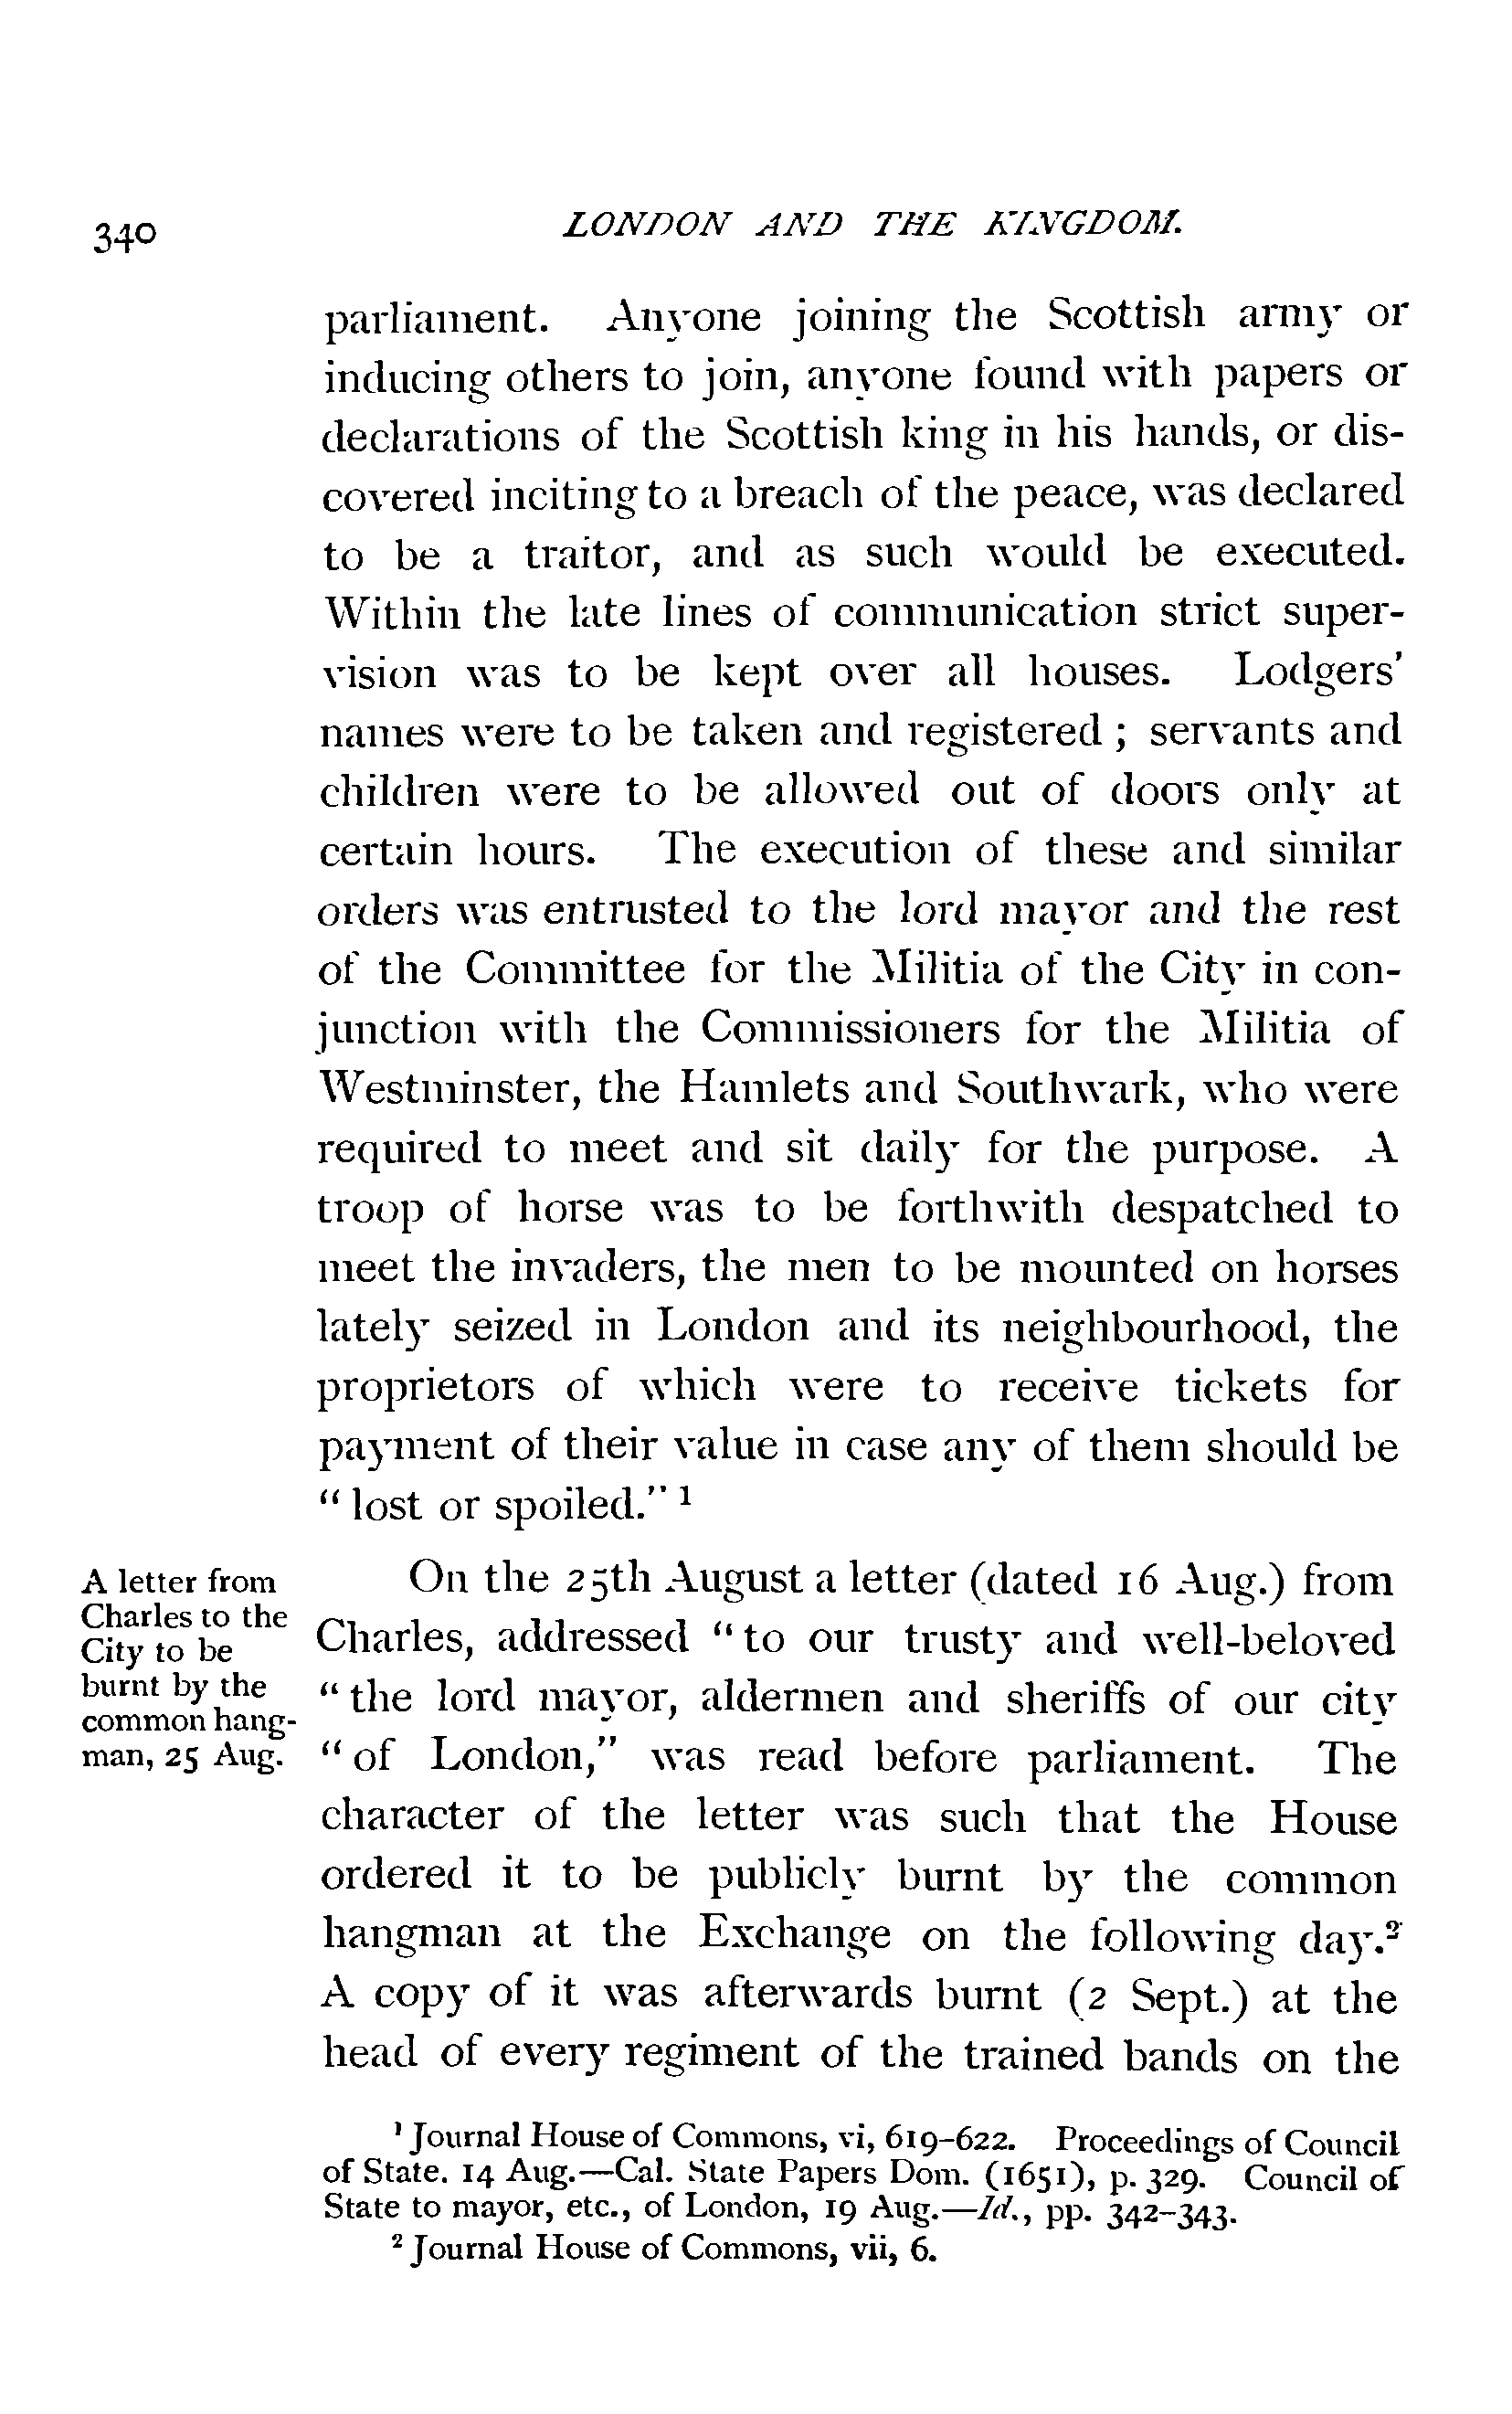 340
LONDON AND THE KINGDOM.
parliament. Anyone joining the Scottish army or
inducing others to join, anyone found with papers or
declarations of the Scottish king in his hands, or dis-
covered inciting to a breach of the peace, was declared
to be a traitor, and as such would be executed.
Within the late lines of communication strict super-
vision was to be kept over all houses. Lodgers'
names were to be taken and registered ; servants and
children were to be allowed out of doors only at
certain hours. The execution of these and similar
orders was entrusted to the lord mayor and the rest
of the Committee for the Militia of the City in con-
junction with the Commissioners for the Militia of
Westminster, the Hamlets and Southwark, who were
required to meet and sit daily for the purpose. A
troop of horse was to be forthwith despatched to
meet the invaders, the men to be mounted on horses
lately seized in London and its neighbourhood, the
proprietors of which were to receive tickets for
payment of their value in case any of them should be
“ lost or spoiled.” ¹
A letter from
Charles to the
City to be
burnt by the
common hang-
man, 25 Aug.
On the 25th August a letter (dated 16 Aug.) from
Charles, addressed “ to our trusty and well-beloved
“ the lord mayor, aldermen and sheriffs of our city
“ of London,” was read before parliament. The
character of the letter was such that the House
ordered it to be publicly burnt by the common
hangman at the Exchange on the following day.²
A copy of it was afterwards burnt (2 Sept.) at the
head of every regiment of the trained bands on the
¹ Journal House of Commons, vi, 619–622. Proceedings of Council
of State. 14 Aug.—Cal. State Papers Dom. (1651), p. 329. Council of
State to mayor, etc., of London, 19 Aug.—Id., pp. 342–343.
² Journal House of Commons, vii, 6.